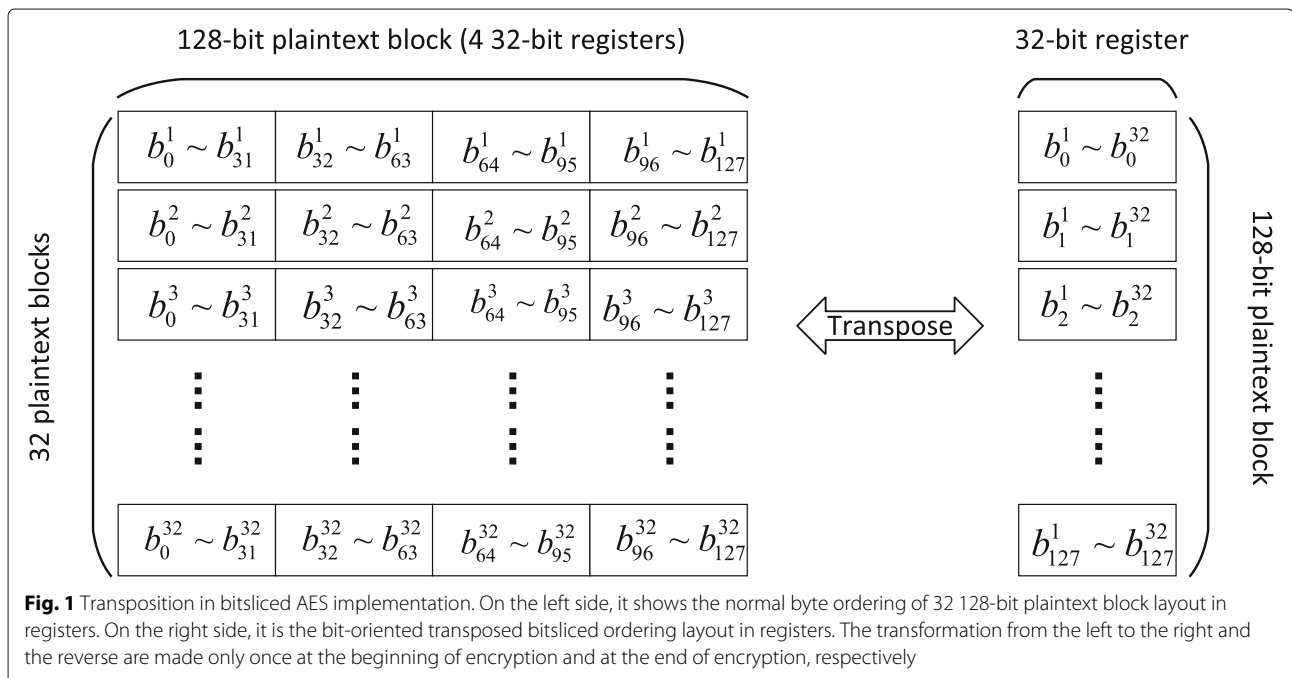 128-bit plaintext block (4 32-bit registers)
32-bit register
32 plaintext blocks
b_0^1 ~ b_31^1 b_32^1 ~ b_63^1 b_64^1 ~ b_95^1 b_96^1 ~ b_127^1
b_0^2 ~ b_31^2 b_32^2 ~ b_63^2 b_64^2 ~ b_95^2 b_96^2 ~ b_127^2
b_0^3 ~ b_31^3 b_32^3 ~ b_63^3 b_64^3 ~ b_95^3 b_96^3 ~ b_127^3
b_0^32 ~ b_31^32 b_32^32 ~ b_63^32 b_64^32 ~ b_95^32 b_96^32 ~ b_127^32
Transpose
b_0^1 ~ b_0^32
b_1^1 ~ b_1^32
b_2^1 ~ b_2^32
b_127^1 ~ b_127^32
128-bit plaintext block
Fig. 1 Transposition in bitsliced AES implementation. On the left side, it shows the normal byte ordering of 32 128-bit plaintext block layout in
registers. On the right side, it is the bit-oriented transposed bitsliced ordering layout in registers. The transformation from the left to the right and
the reverse are made only once at the beginning of encryption and at the end of encryption, respectively